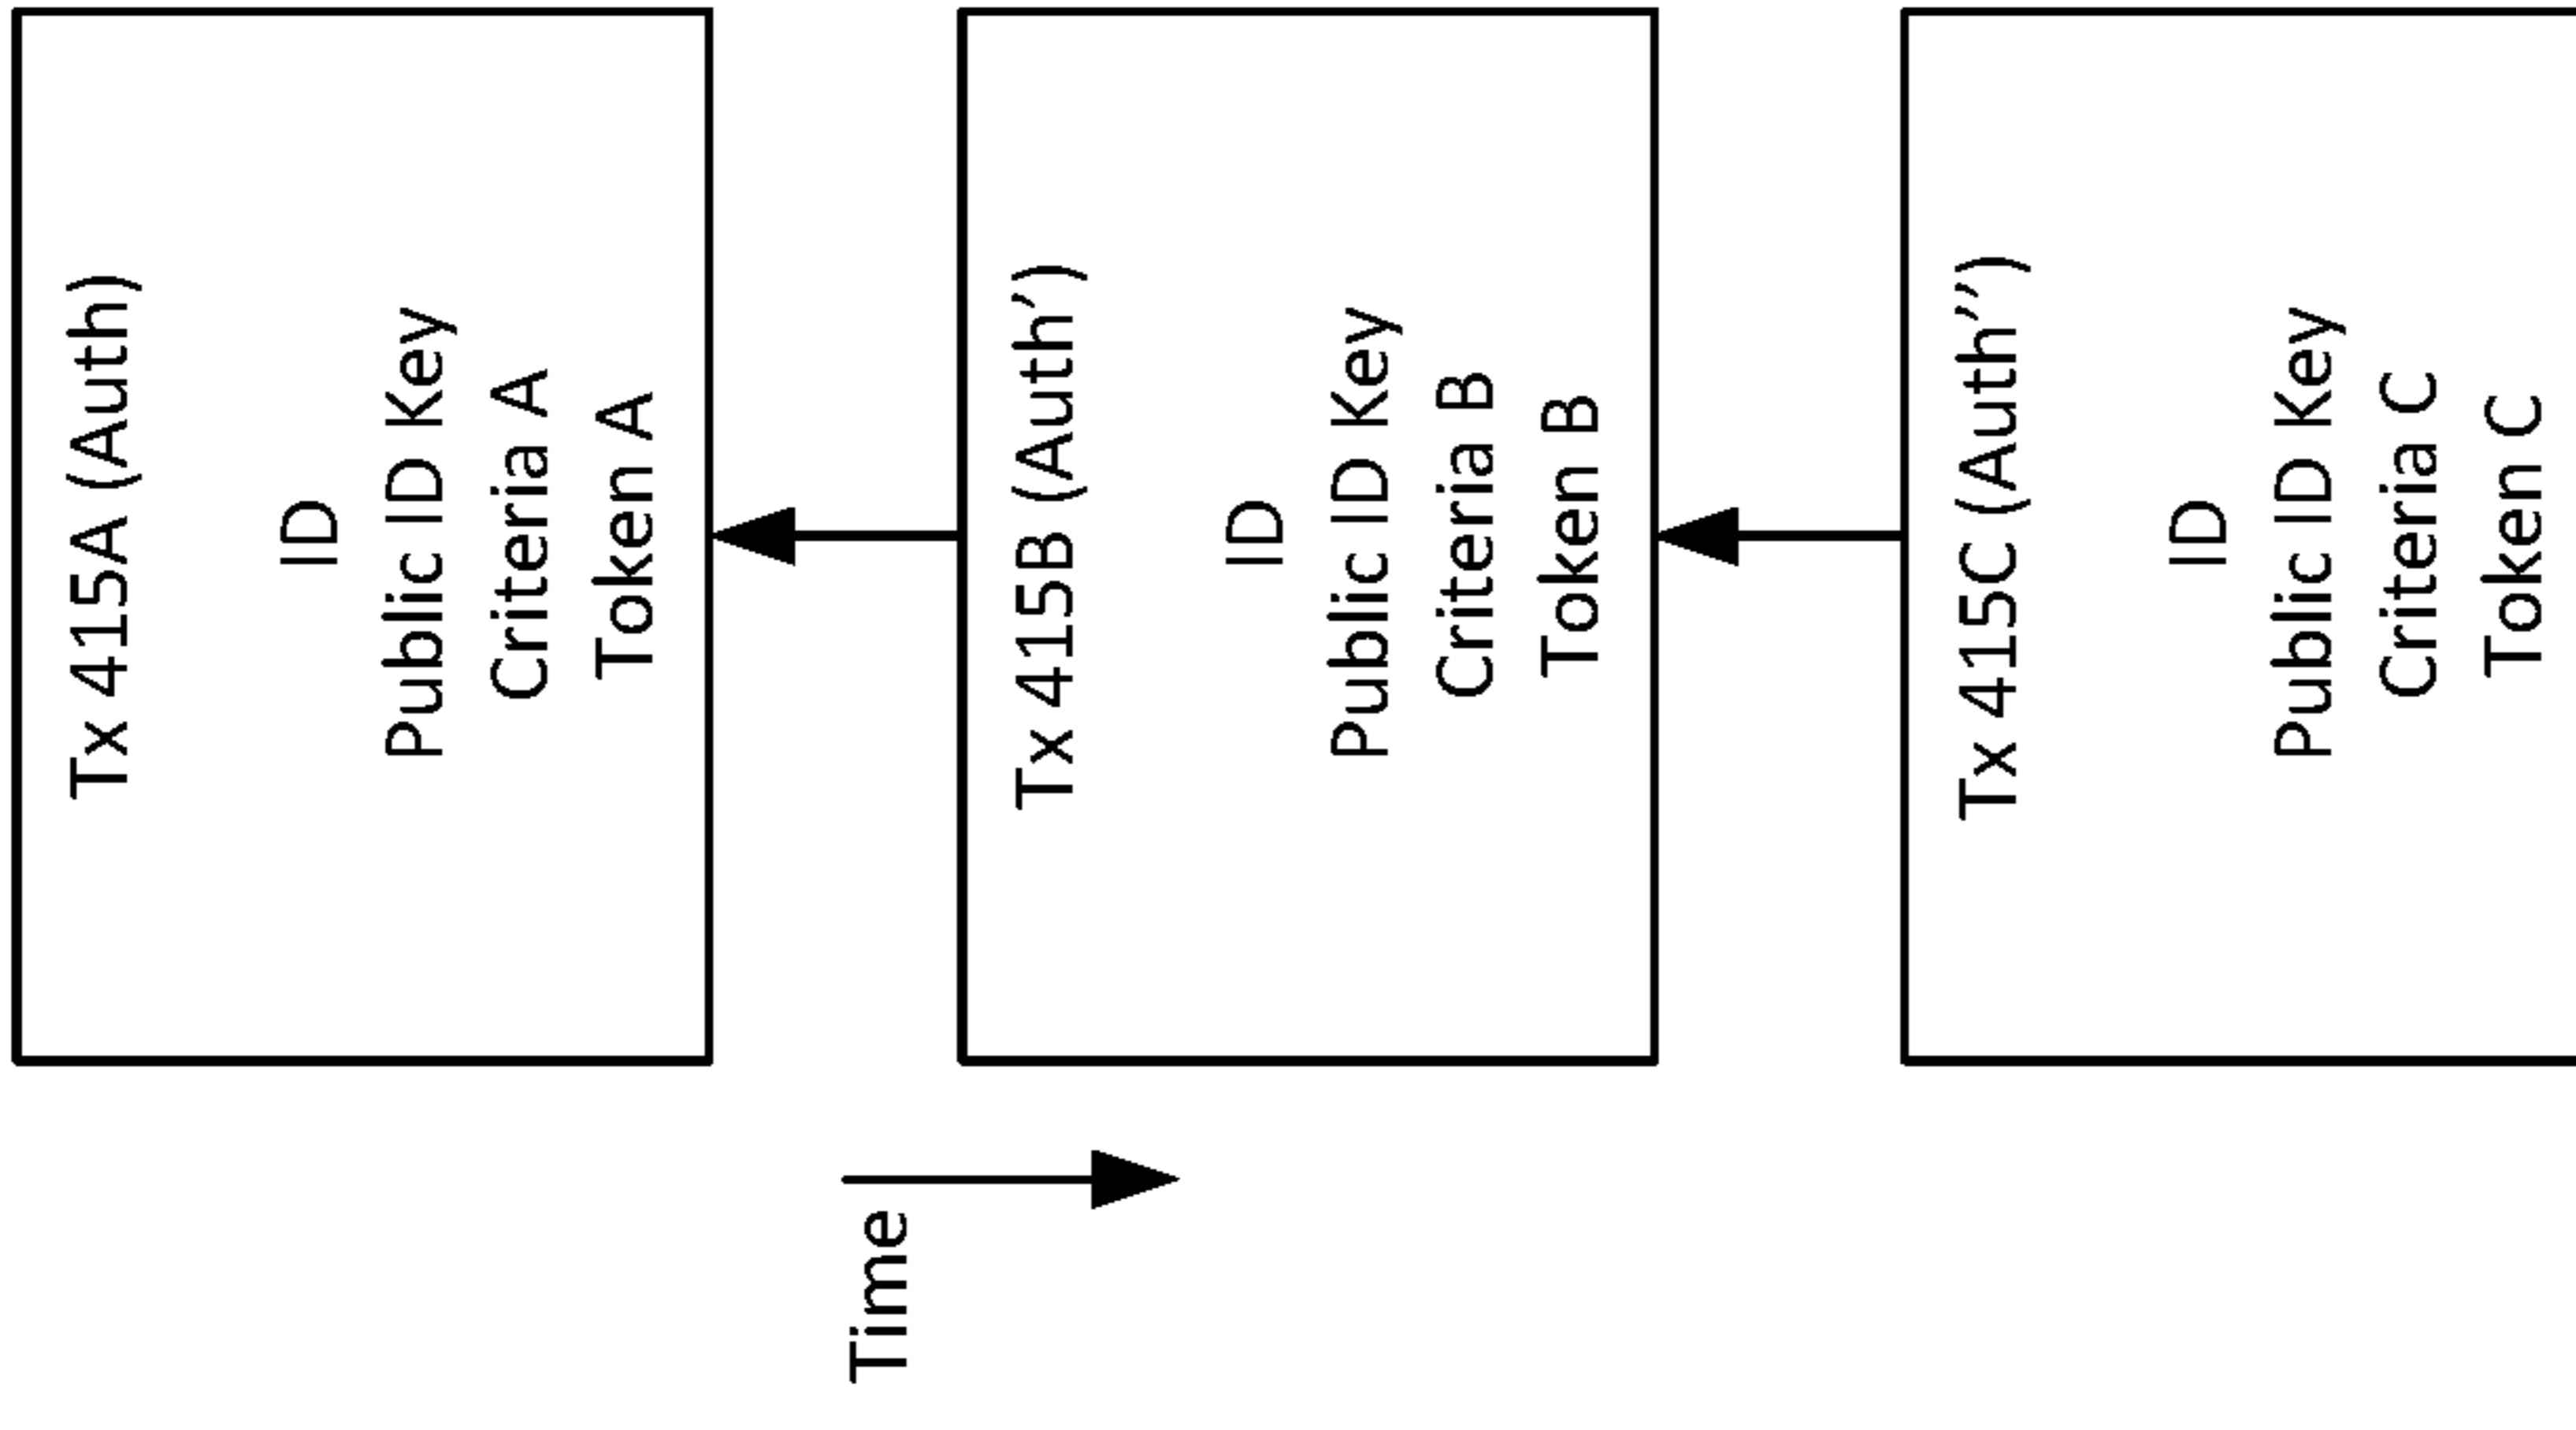 Tx 415A (Auth)
ID
Public ID Key
Criteria A
Token A
Time
Tx 415B (Auth’)
ID
Public ID Key
Criteria B
Token B
Tx 415C (Auth’’)
ID
Public ID Key
Criteria C
Token C